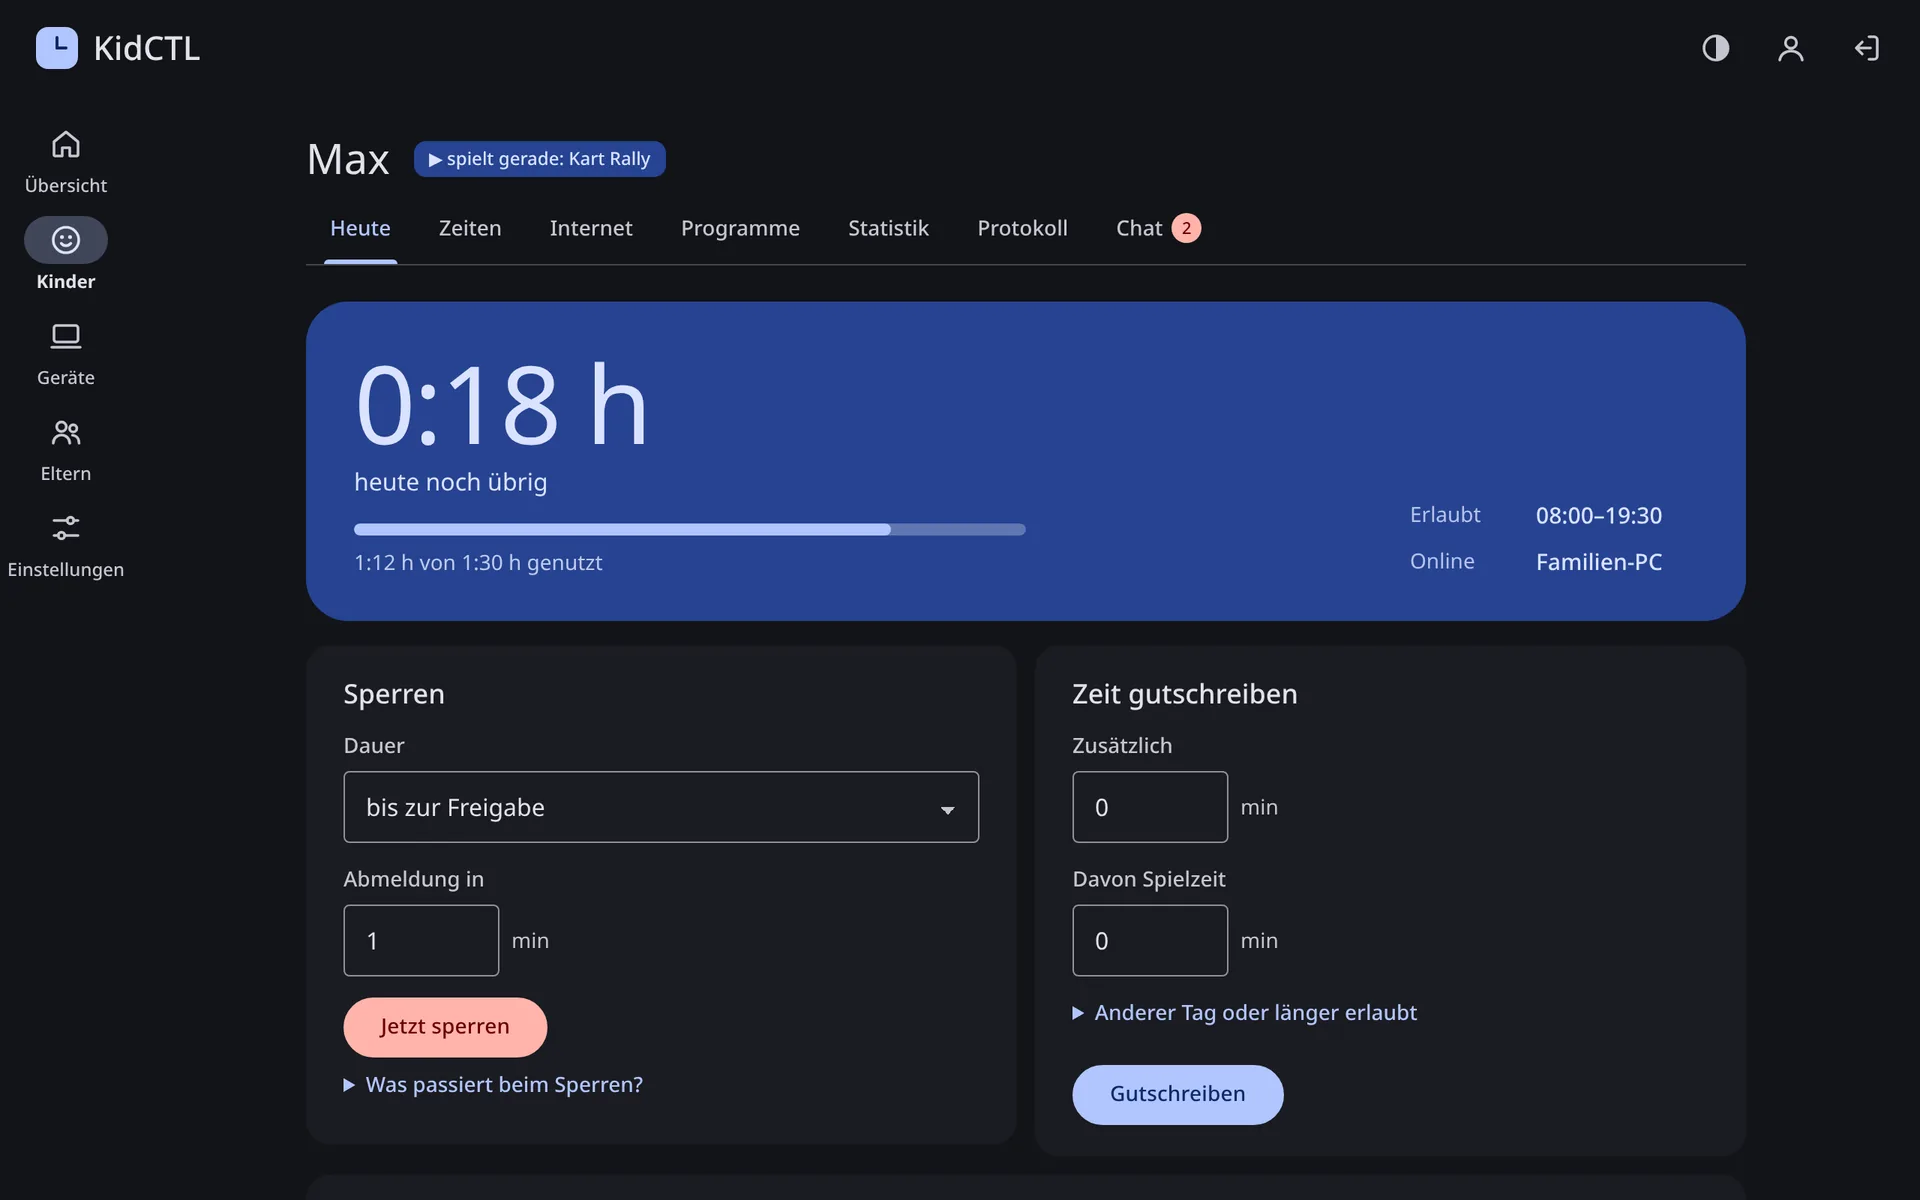 KidCTL
Übersicht
Kinder
Geräte
Eltern
Einstellungen
Max
▶ spielt gerade: Kart Rally
Heute
Zeiten
Internet
Programme
Statistik
Protokoll
Chat 2
0:18 h
heute noch übrig
1:12 h von 1:30 h genutzt
Erlaubt 08:00–19:30
Online Familien-PC
Sperren
Dauer
bis zur Freigabe
Abmeldung in
1 min
Jetzt sperren
▶ Was passiert beim Sperren?
Zeit gutschreiben
Zusätzlich
0 min
Davon Spielzeit
0 min
▶ Anderer Tag oder länger erlaubt
Gutschreiben